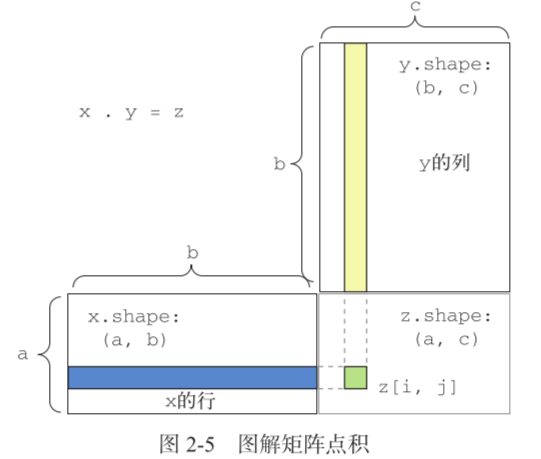 c
y.shape:
(b, c)
x . y = z
b
y的列
b
x.shape:
(a, b)
z.shape:
(a, c)
a
z[i, j]
x的行
图 2-5 图解矩阵点积